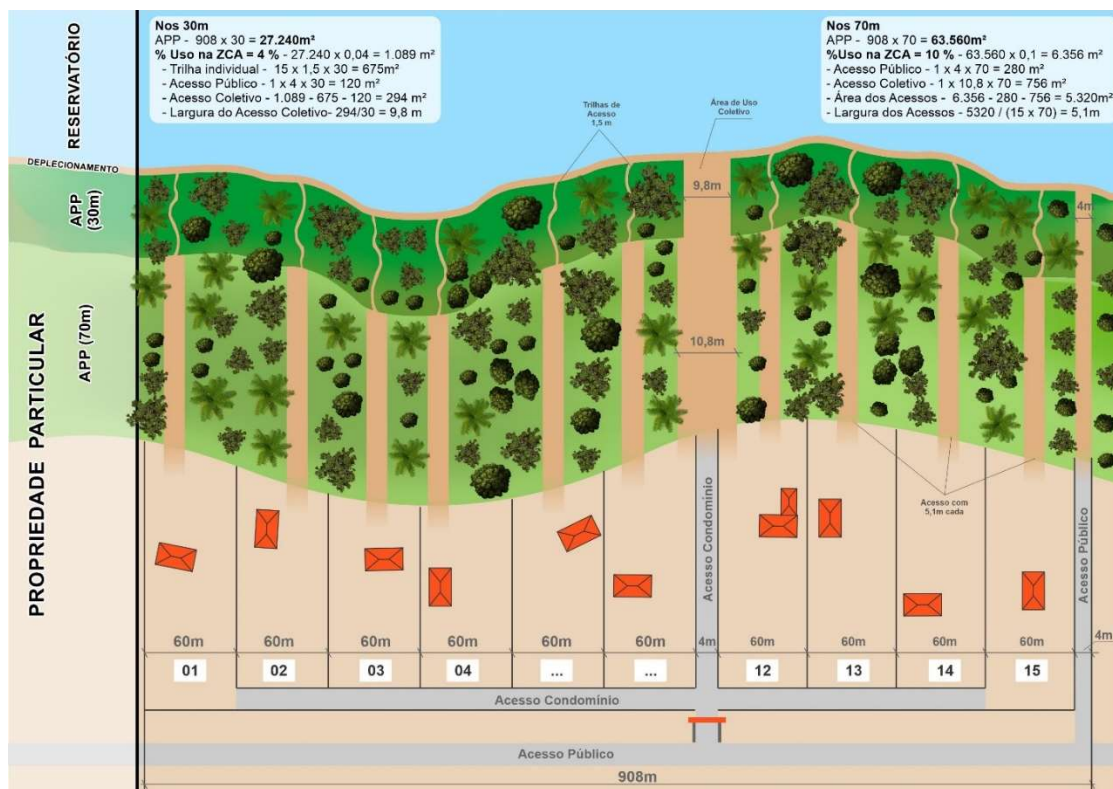 Nos 30m
APP - 908 x 30 = 27.240m²
% Uso na ZCA = 4 % - 27.240 x 0,04 = 1.089 m²
- Trilha individual - 15 x 1,5 x 30 = 675m²
- Acesso Público - 1 x 4 x 30 = 120 m²
- Acesso Coletivo - 1.089 - 675 - 120 = 294 m²
- Largura do Acesso Coletivo- 294/30 = 9,8 m
Nos 70m
APP - 908 x 70 = 63.560m²
%Uso na ZCA = 10 % - 63.560 x 0,1 = 6.356 m²
- Acesso Público - 1 x 4 x 70 = 280 m²
- Acesso Coletivo - 1 x 10,8 x 70 = 756 m²
- Área dos Acessos - 6.356 - 280 - 756 = 5.320m²
- Largura dos Acessos - 5320 / (15 x 70) = 5,1m
RESERVATÓRIO
DEPLECIONAMENTO
APP
(30m)
APP (70m)
PROPRIEDADE PARTICULAR
Trilhas de
Acesso
1,5 m
Área de Uso
Coletivo
9,8m
4m
10,8m
Acesso com
5,1m cada
Acesso Condomínio
Acesso Público
60m
60m
60m
60m
60m
60m
4m
60m
60m
60m
60m
4m
01
02
03
04
...
...
12
13
14
15
Acesso Condomínio
Acesso Público
908m